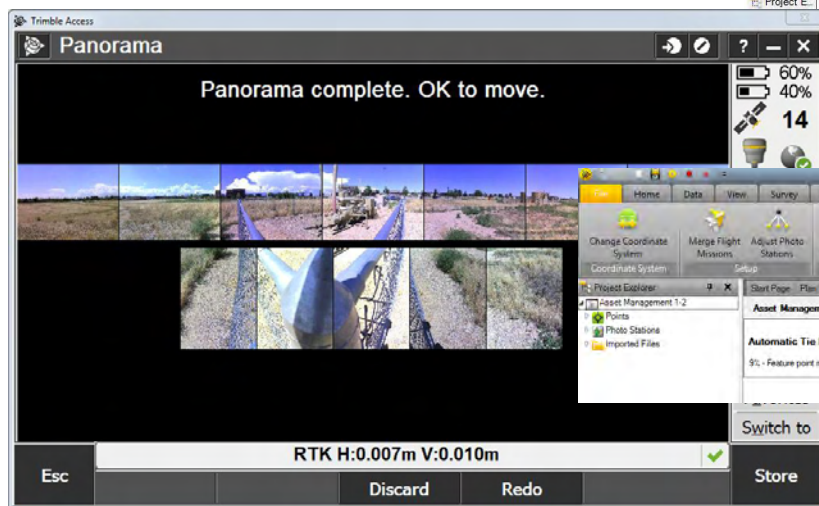 Project E...
Trimble Access
Panorama
? – ×
Panorama complete. OK to move.
60%
40%
14
Home Data View Survey
Change Coordinate System
Merge Flight Missions
Adjust Photo Stations
Coordinate System
Setup
Project Explorer
Start Page Plan
Asset Management 1-2
Points
Photo Stations
Imported Files
Asset Managem
Automatic Tie
9% - Feature point
Switch to
RTK H:0.007m V:0.010m
Esc
Discard
Redo
Store